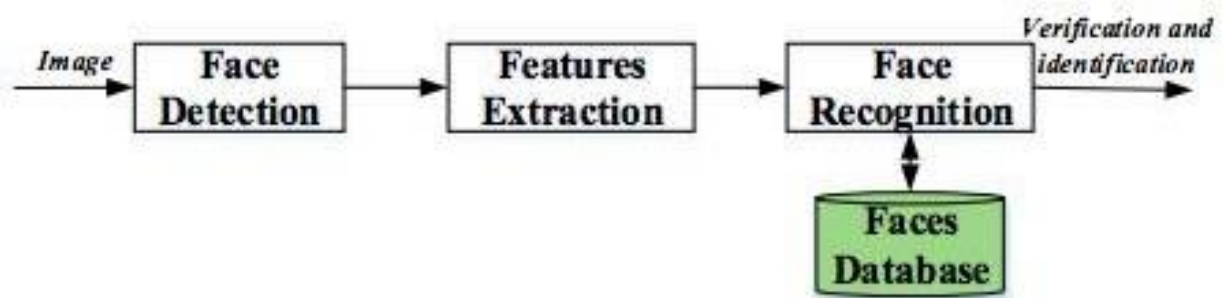 Image
Face
Detection
Features
Extraction
Face
Recognition
Verification and
identification
Faces
Database